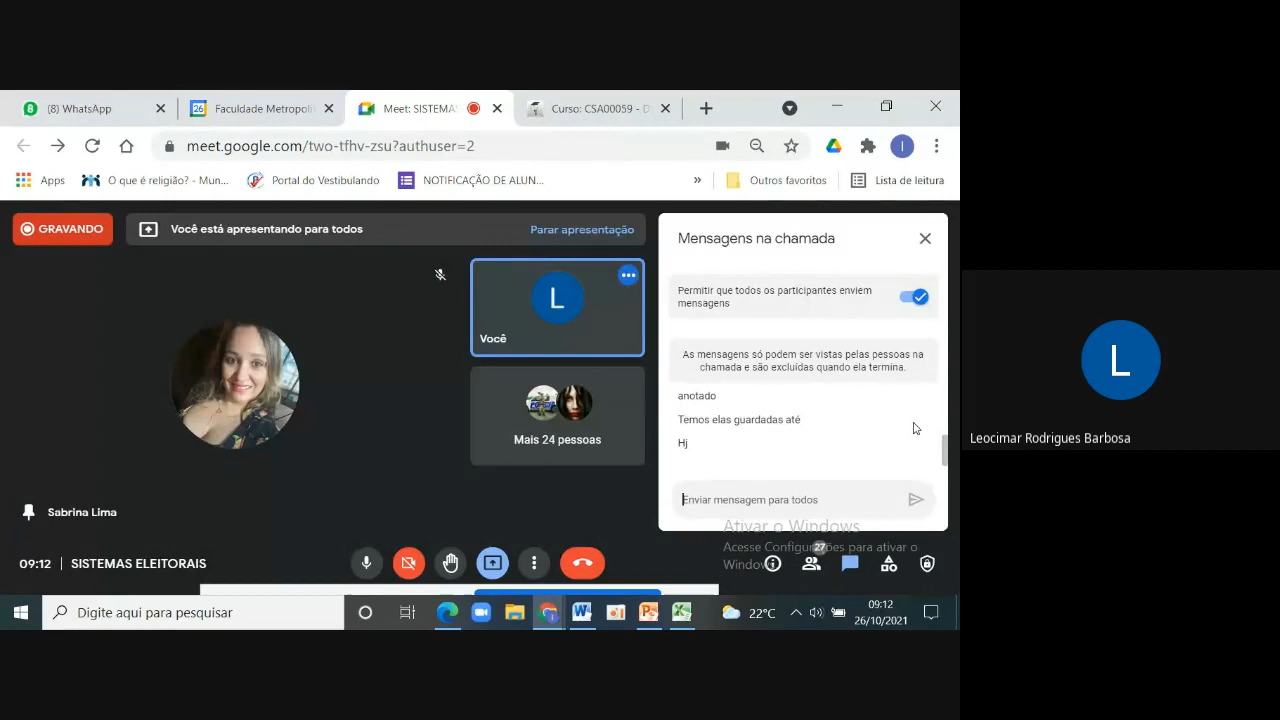 (8) WhatsApp
26
Faculdade Metropoli
Meet: SISTEMA
Curso: CSA00059 - D
meet.google.com/two-tfhv-zsu?authuser=2
I
Apps
O que é religião? - Mun...
Portal do Vestibulando
NOTIFICAÇÃO DE ALUN...
»
Outros favoritos
Lista de leitura
GRAVANDO
Você está apresentando para todos
Parar apresentação
L
Você
Mais 24 pessoas
Sabrina Lima
Mensagens na chamada
Permitir que todos os participantes enviem
mensagens
As mensagens só podem ser vistas pelas pessoas na
chamada e são excluídas quando ela termina.
anotado
Temos elas guardadas até
Hj
Enviar mensagem para todos
Ativar o Windows
Acesse Configurações para ativar o
Windows
09:12 | SISTEMAS ELEITORAIS
27
Digite aqui para pesquisar
22°C
09:12
26/10/2021
L
Leocimar Rodrigues Barbosa